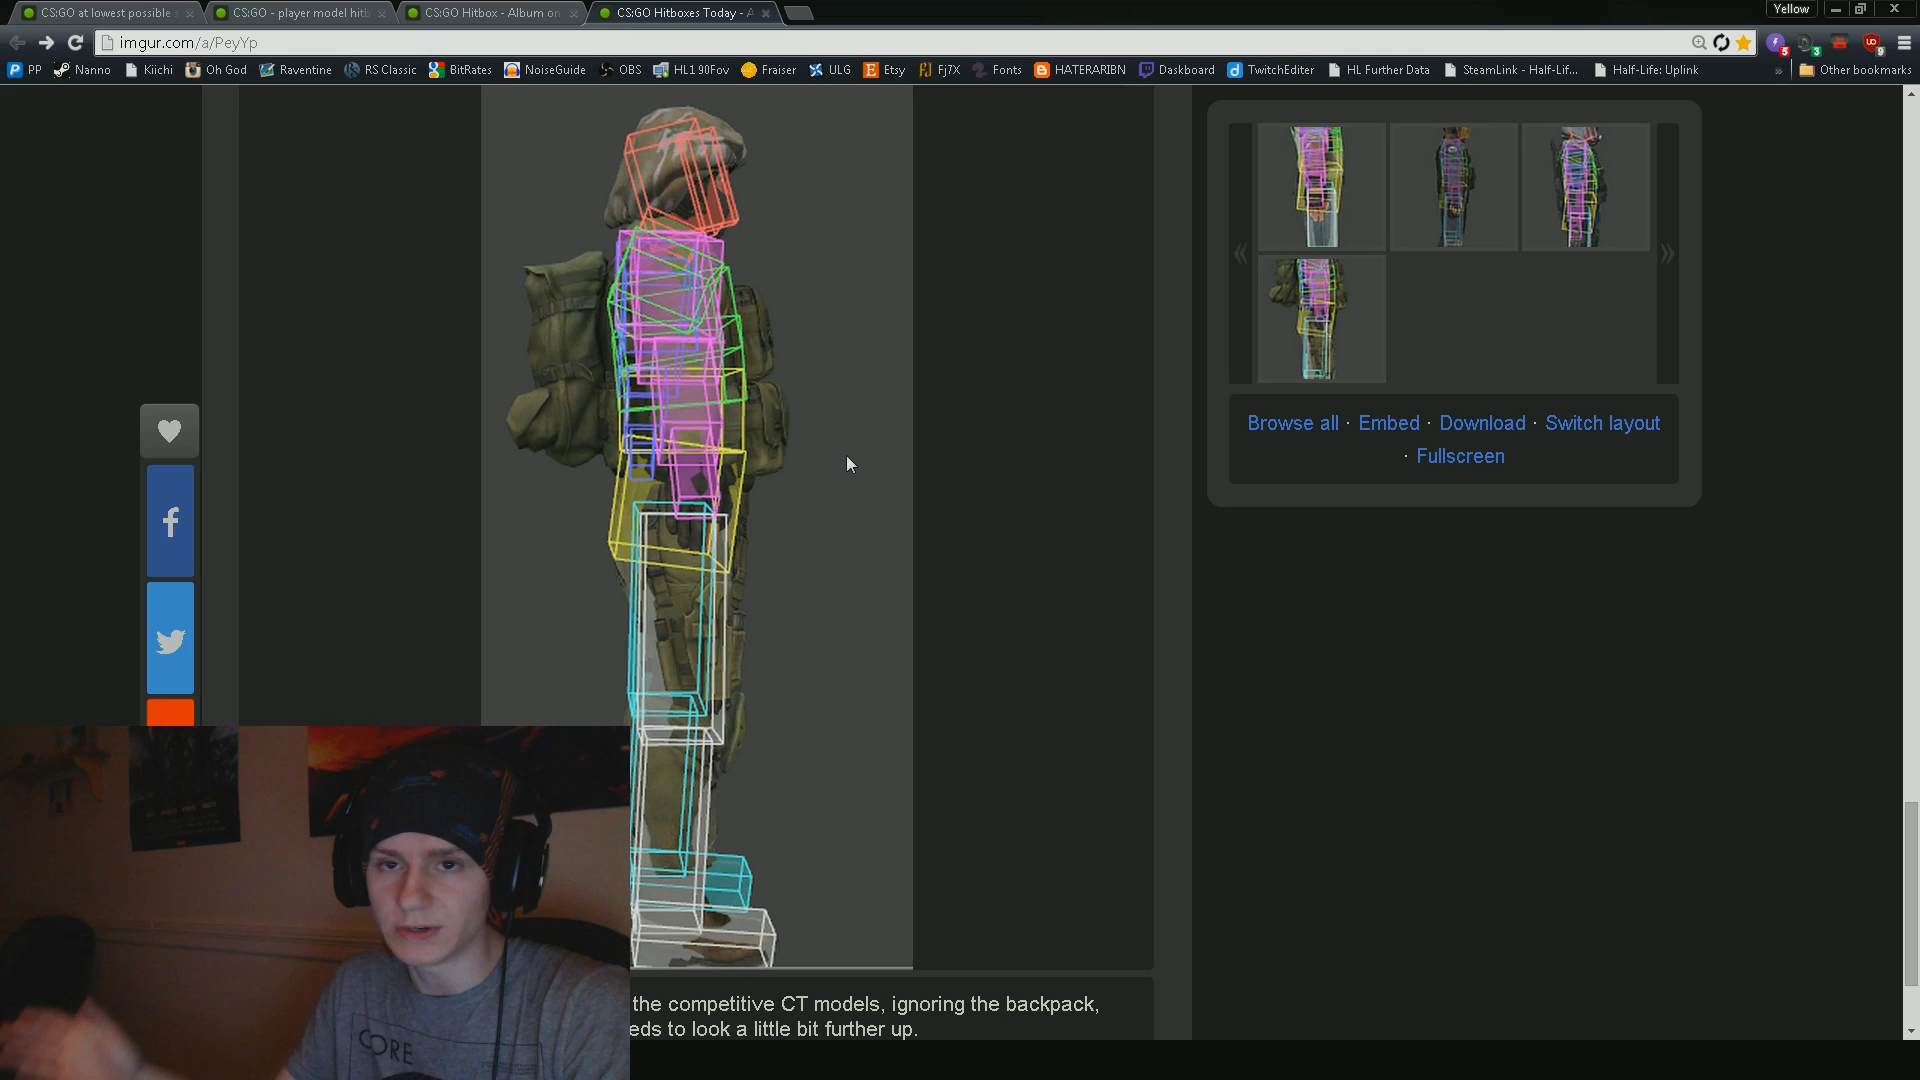 CS:GO at lowest possible s
CS:GO - player model hitb
CS:GO Hitbox - Album on
CS:GO Hitboxes Today - A
Yellow
imgur.com/a/PeyYp
5
3
9
PP
Nanno
Kiichi
Oh God
Raventine
RS Classic
BitRates
NoiseGuide
OBS
HL1 90Fov
Fraiser
ULG
Etsy
Fj7X
Fonts
HATERARIBN
Daskboard
TwitchEditer
HL Further Data
SteamLink - Half-Lif...
Half-Life: Uplink
Other bookmarks
Browse all · Embed · Download · Switch layout
· Fullscreen
the competitive CT models, ignoring the backpack,
eds to look a little bit further up.
CORE